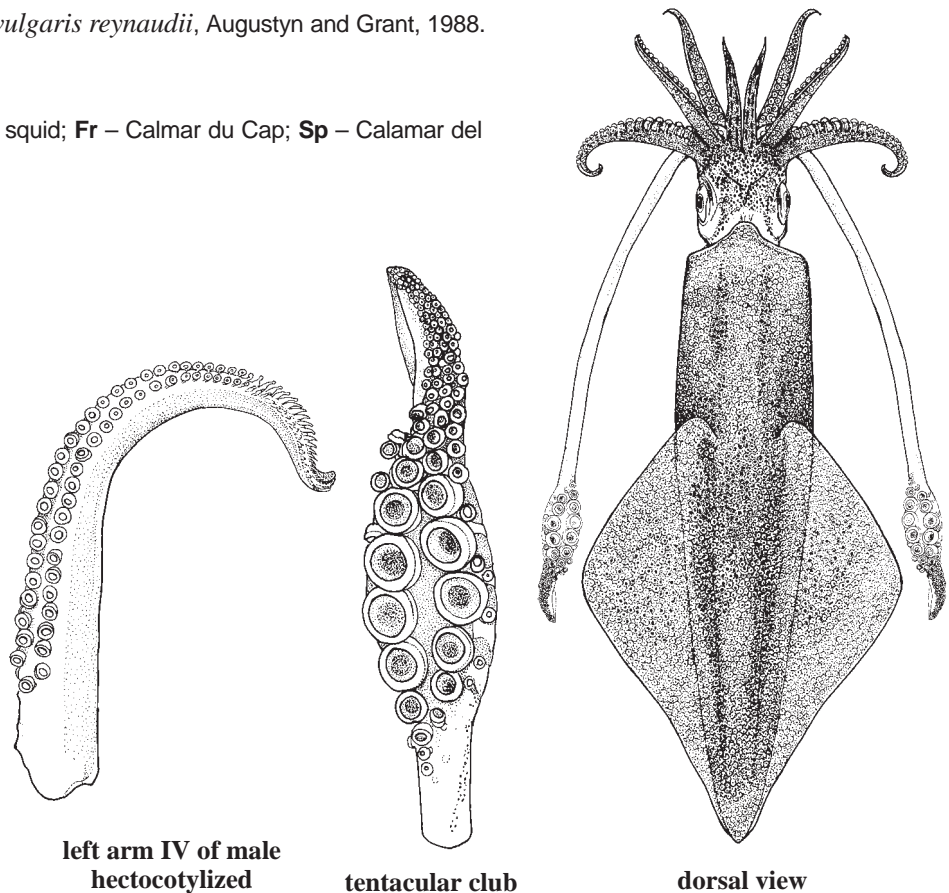 vulgaris reynaudii, Augustyn and Grant, 1988.
squid; Fr – Calmar du Cap; Sp – Calamar del
left arm IV of male
hectocotylized
tentacular club
dorsal view